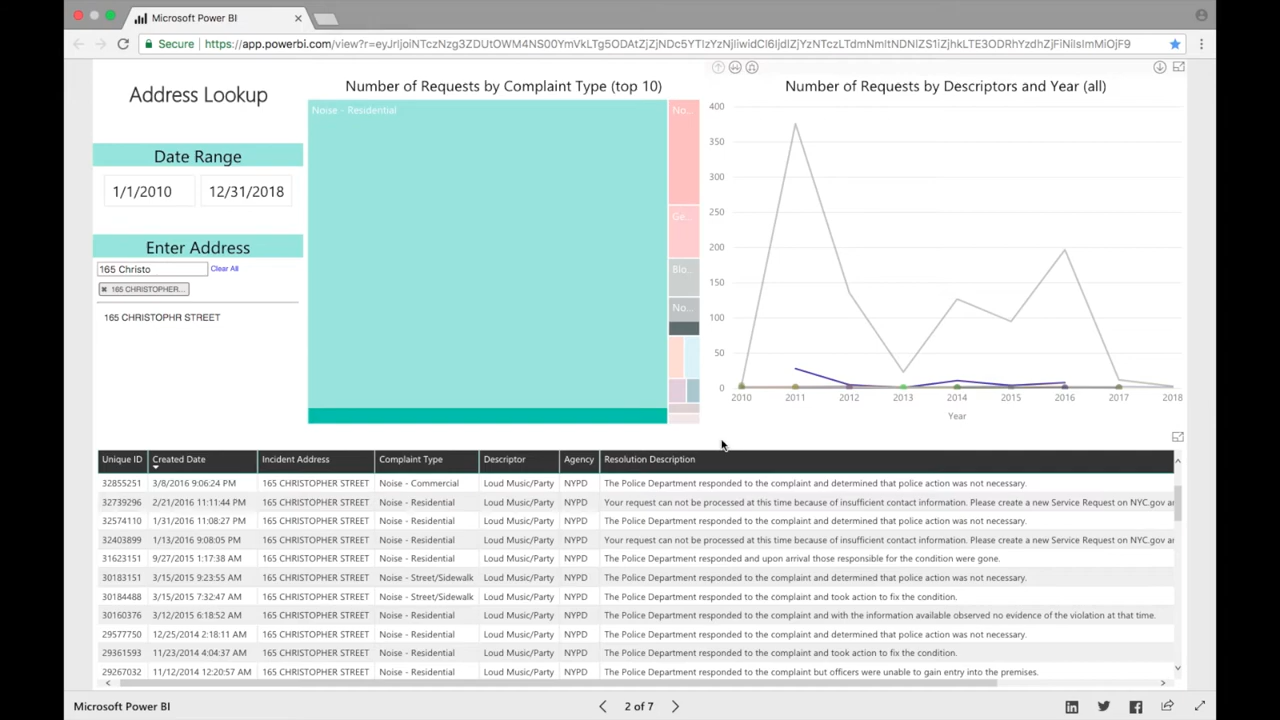 Microsoft Power BI
Secure
Address Lookup
Date Range
1/1/2010 12/31/2018
Enter Address
165 Christo Clear All
165 CHRISTOPHER...
165 CHRISTOPHR STREET
Number of Requests by Complaint Type (top 10)
Noise - Residential
No...
Ge...
Blo...
No...
Number of Requests by Descriptors and Year (all)
400
350
300
250
200
150
100
50
0
2010 2011 2012 2013 2014 2015 2016 2017 2018
Year
Unique ID Created Date Incident Address Complaint Type Descriptor Agency Resolution Description
32855251 3/8/2016 9:06:24 PM 165 CHRISTOPHER STREET Noise - Commercial Loud Music/Party NYPD The Police Department responded to the complaint and determined that police action was not necessary.
32739296 2/21/2016 11:11:44 PM 165 CHRISTOPHER STREET Noise - Residential Loud Music/Party NYPD Your request can not be processed at this time because of insufficient contact information. Please create a new Service Request on NYC.gov ar
32574110 1/31/2016 11:08:27 PM 165 CHRISTOPHER STREET Noise - Residential Loud Music/Party NYPD The Police Department responded to the complaint and determined that police action was not necessary.
32403899 1/13/2016 9:08:05 PM 165 CHRISTOPHER STREET Noise - Residential Loud Music/Party NYPD Your request can not be processed at this time because of insufficient contact information. Please create a new Service Request on NYC.gov ar
31623151 9/27/2015 1:17:38 AM 165 CHRISTOPHER STREET Noise - Residential Loud Music/Party NYPD The Police Department responded and upon arrival those responsible for the condition were gone.
30183151 3/15/2015 9:23:55 AM 165 CHRISTOPHER STREET Noise - Street/Sidewalk Loud Music/Party NYPD The Police Department responded to the complaint and determined that police action was not necessary.
30184488 3/15/2015 7:32:47 AM 165 CHRISTOPHER STREET Noise - Street/Sidewalk Loud Music/Party NYPD The Police Department responded to the complaint and took action to fix the condition.
30160376 3/12/2015 6:18:52 AM 165 CHRISTOPHER STREET Noise - Residential Loud Music/Party NYPD The Police Department responded to the complaint and with the information available observed no evidence of the violation at that time.
29577750 12/25/2014 2:18:11 AM 165 CHRISTOPHER STREET Noise - Residential Loud Music/Party NYPD The Police Department responded to the complaint and determined that police action was not necessary.
29361593 11/23/2014 4:04:37 AM 165 CHRISTOPHER STREET Noise - Residential Loud Music/Party NYPD The Police Department responded to the complaint and took action to fix the condition.
29267032 11/12/2014 12:20:57 AM 165 CHRISTOPHER STREET Noise - Residential Loud Music/Party NYPD The Police Department responded to the complaint but officers were unable to gain entry into the premises.
Microsoft Power BI 2 of 7